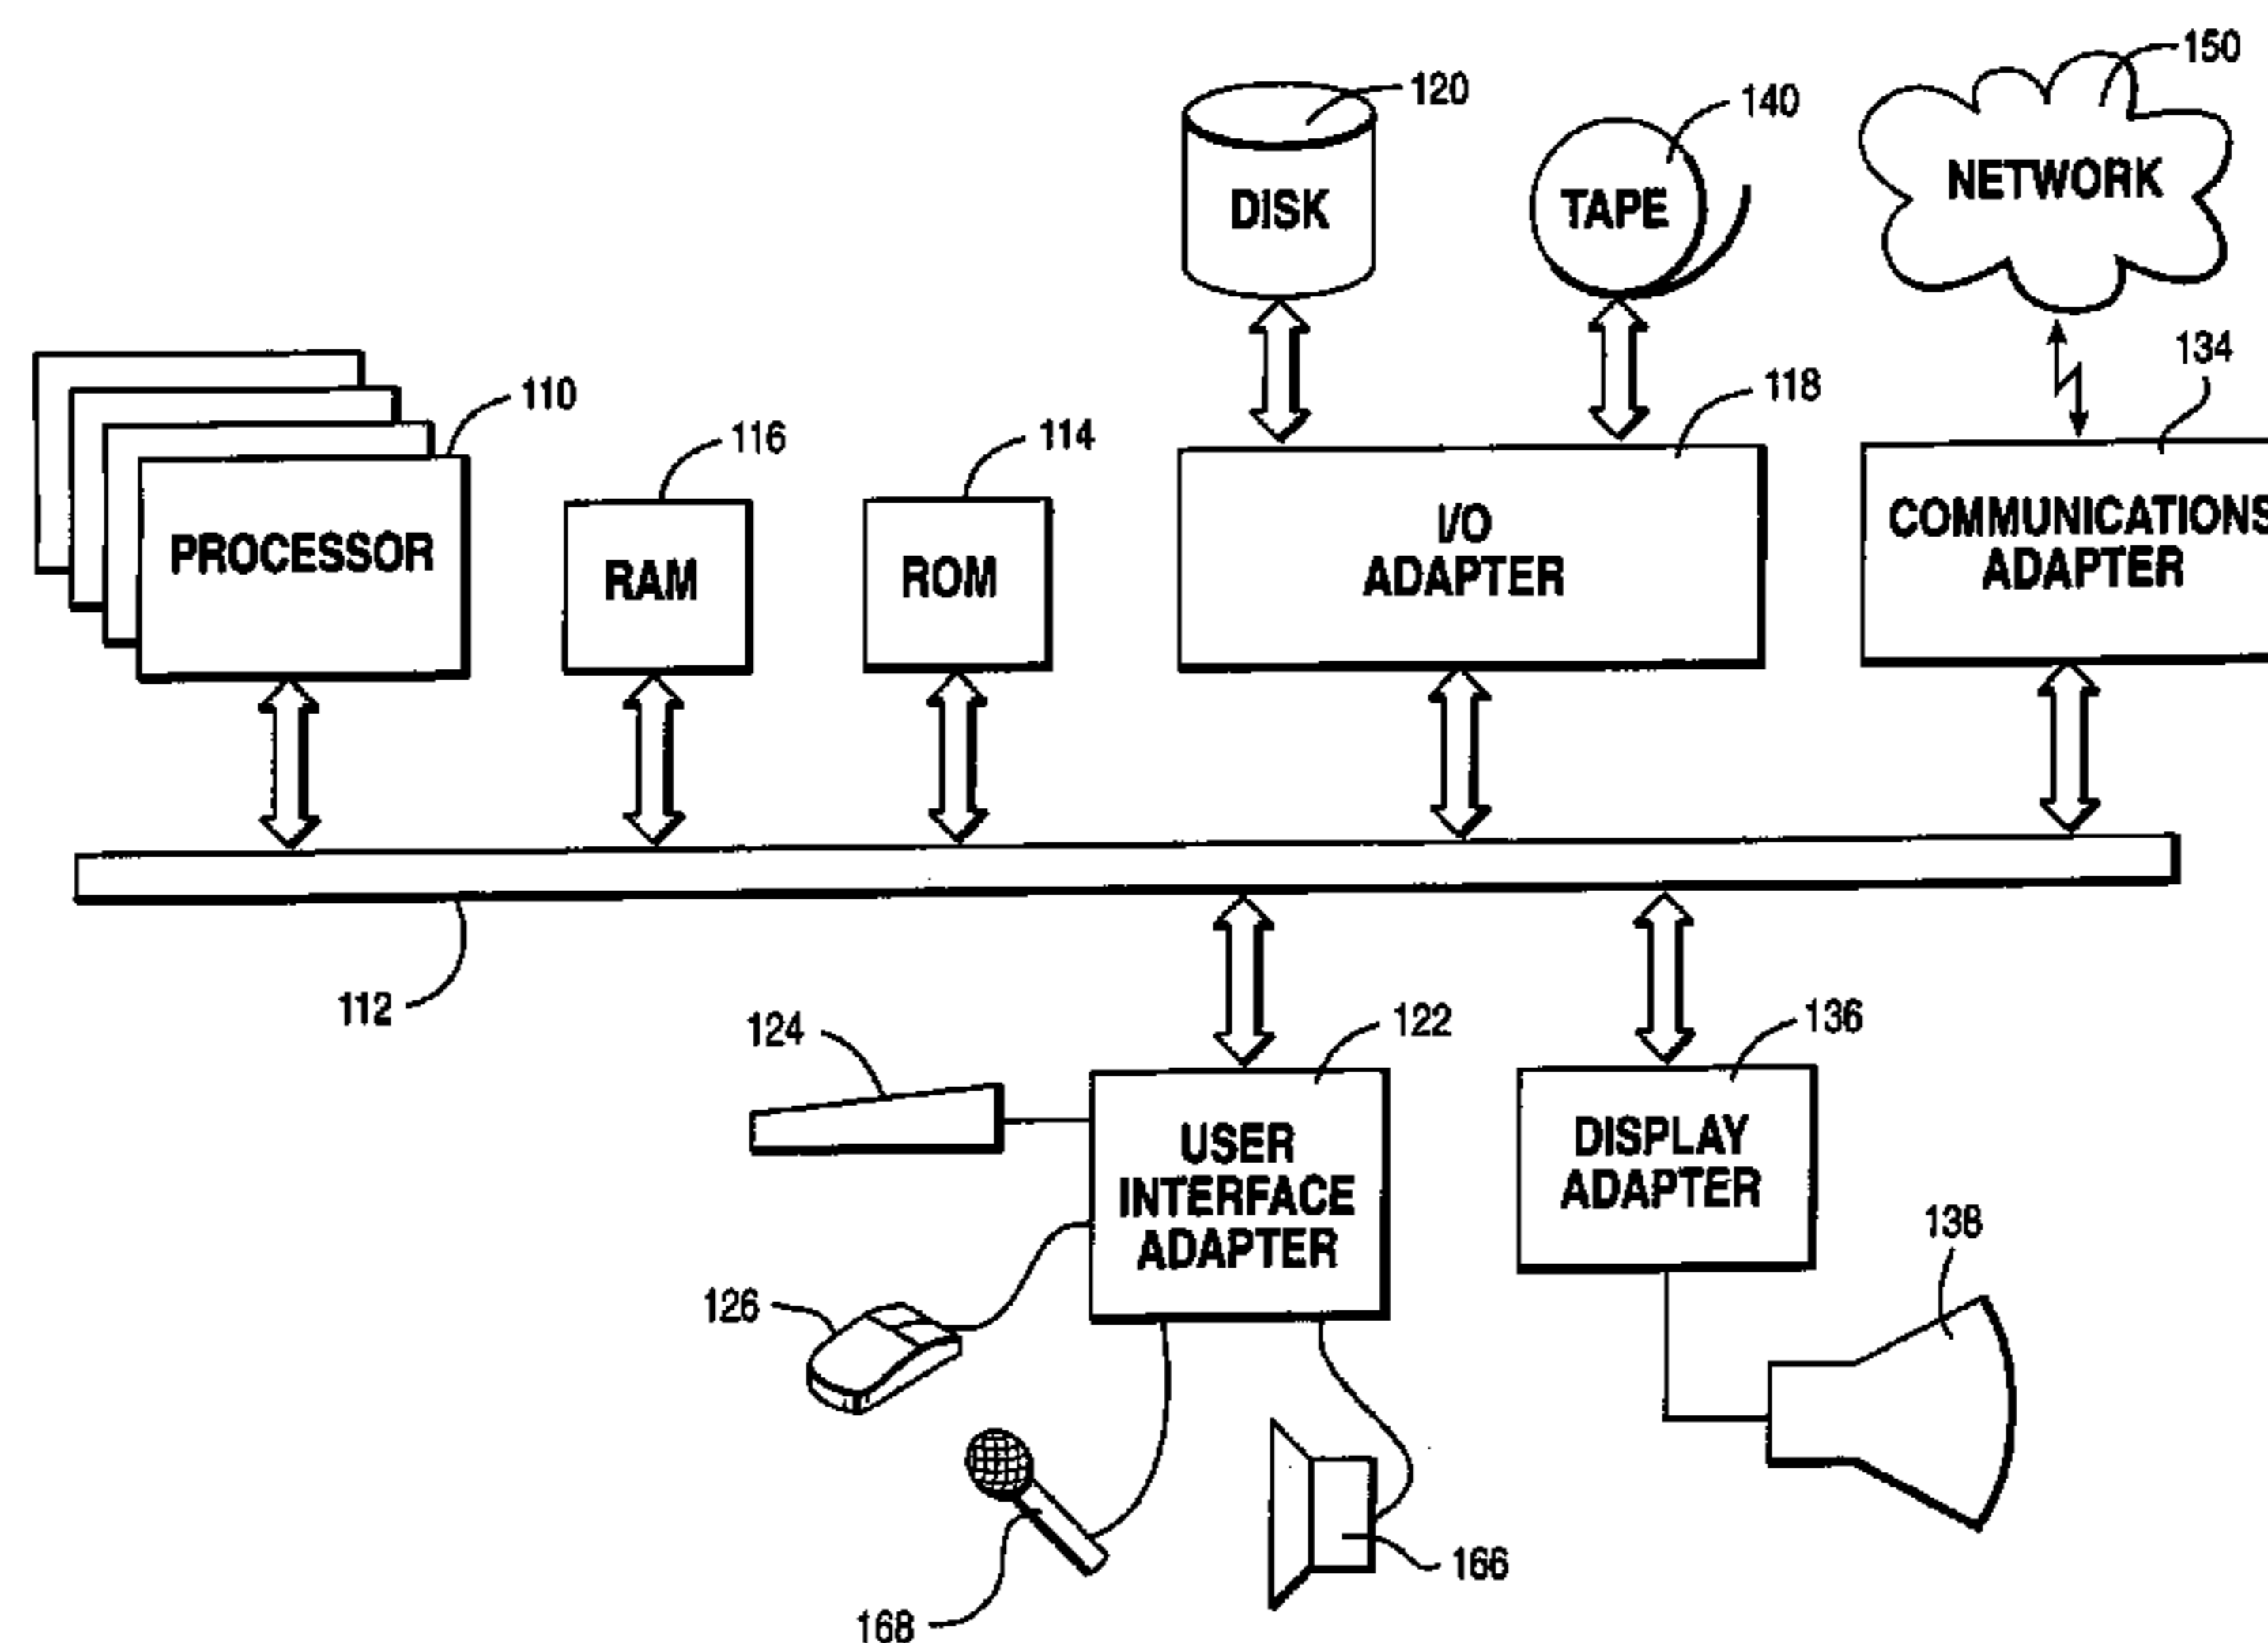 150
120
140
NETWORK
DISK
TAPE
134
110
118
116
114
I/O
ADAPTER
COMMUNICATIONS
ADAPTER
PROCESSOR
RAM
ROM
112
124
122
136
USER
INTERFACE
ADAPTER
DISPLAY
ADAPTER
138
126
166
168